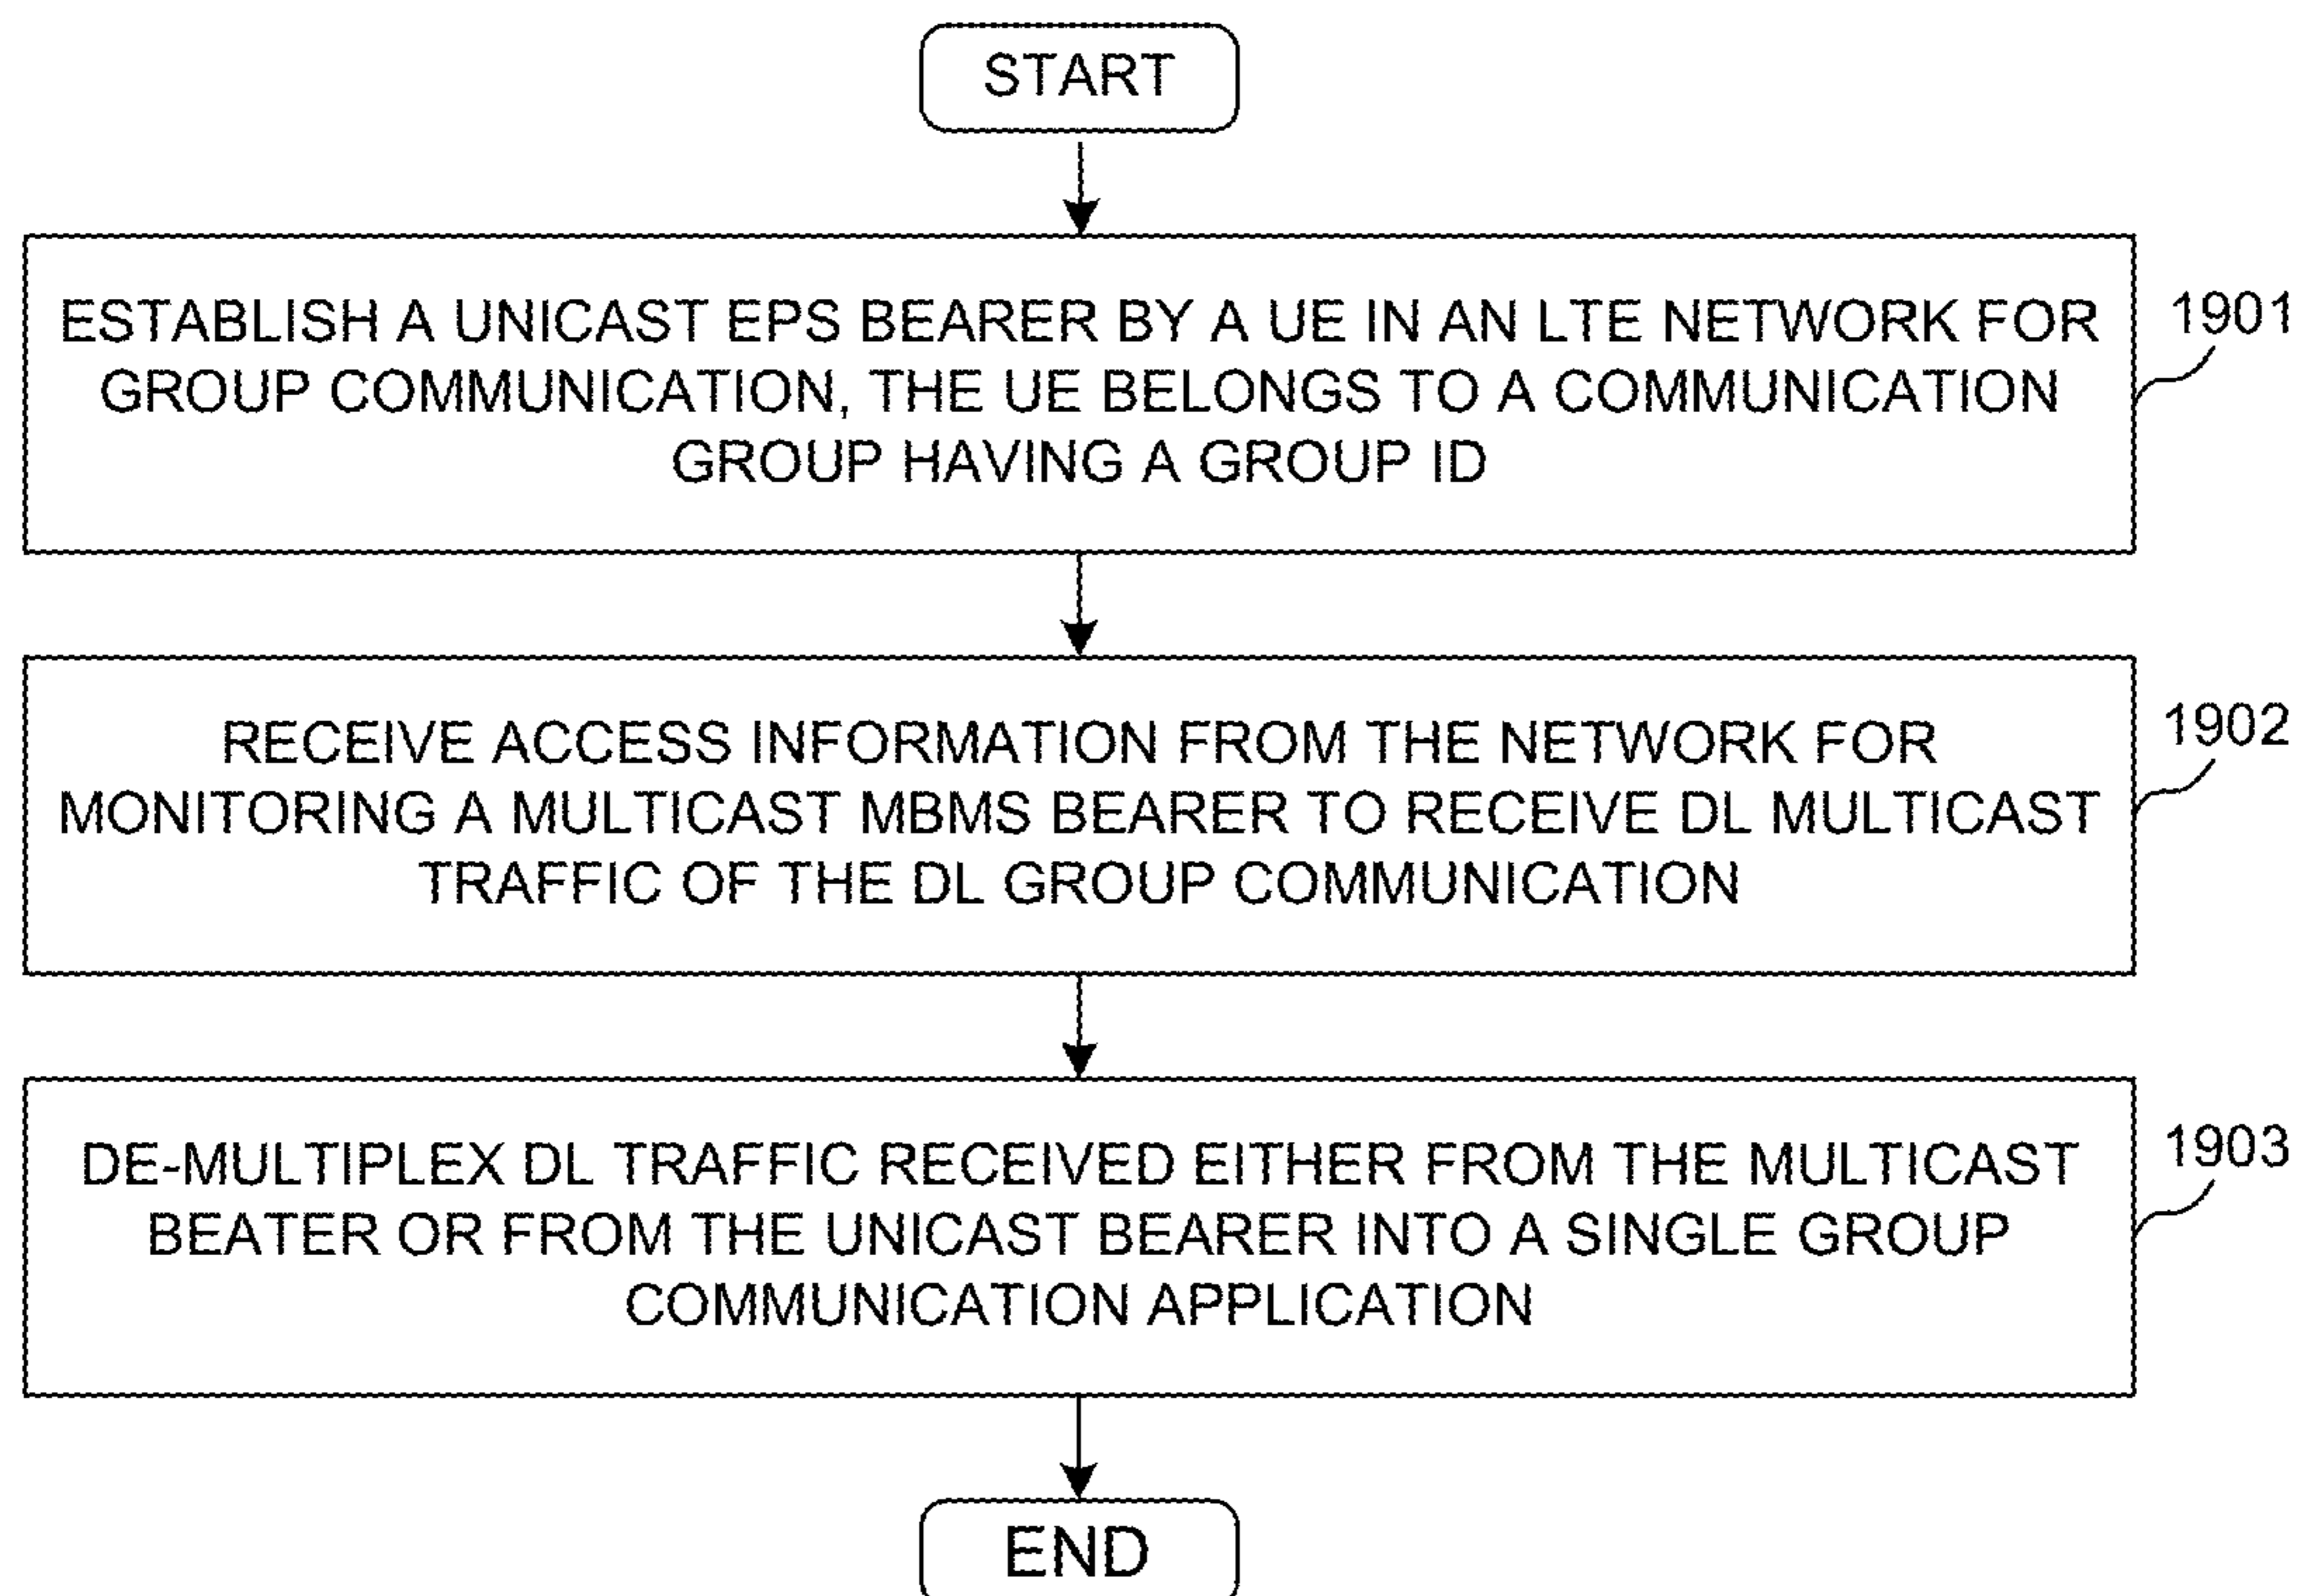 START
ESTABLISH A UNICAST EPS BEARER BY A UE IN AN LTE NETWORK FOR
GROUP COMMUNICATION, THE UE BELONGS TO A COMMUNICATION
GROUP HAVING A GROUP ID
1901
RECEIVE ACCESS INFORMATION FROM THE NETWORK FOR
MONITORING A MULTICAST MBMS BEARER TO RECEIVE DL MULTICAST
TRAFFIC OF THE DL GROUP COMMUNICATION
1902
DE-MULTIPLEX DL TRAFFIC RECEIVED EITHER FROM THE MULTICAST
BEATER OR FROM THE UNICAST BEARER INTO A SINGLE GROUP
COMMUNICATION APPLICATION
1903
END